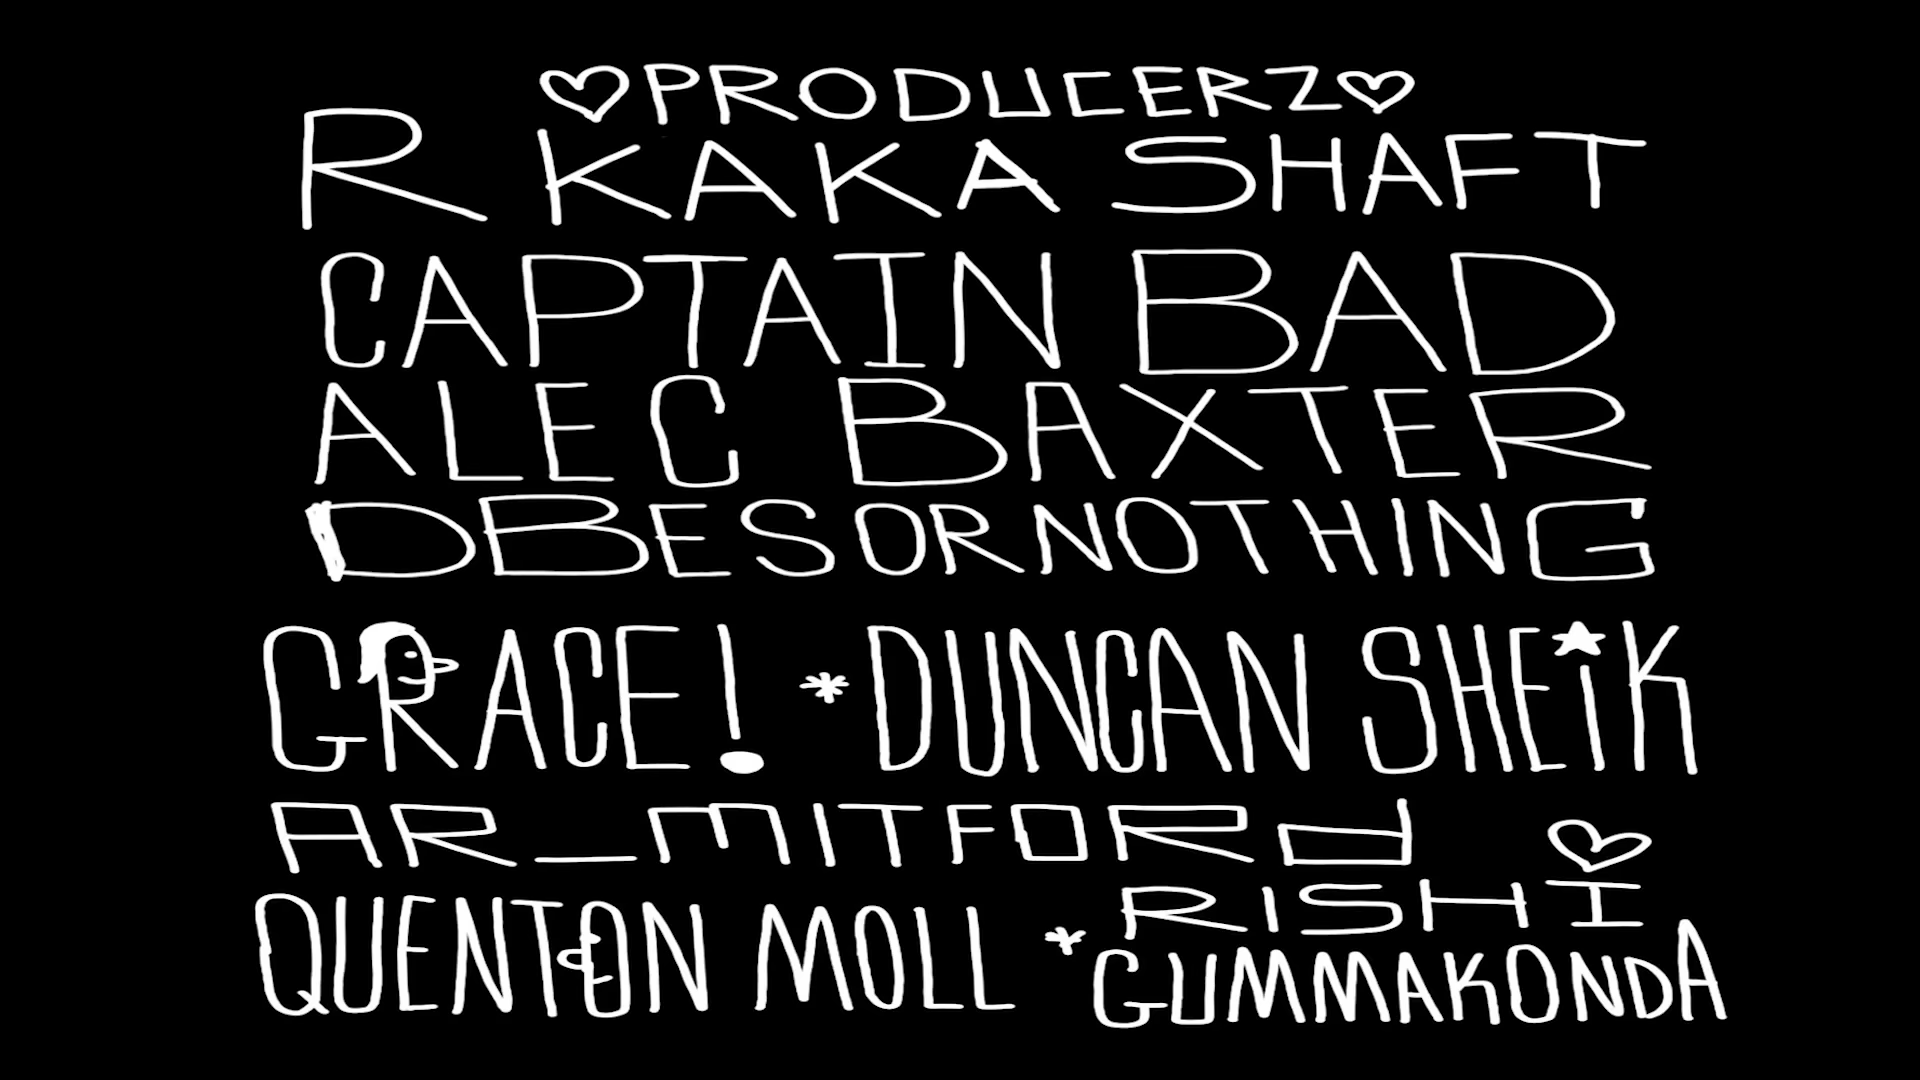 ♡PRODUCERZ♡
R KAKA SHAFT
CAPTAIN BAD
ALEC BAXTER
DBESORNOTHING
GRACE! * DUNCAN SHEIK
AR_MITFORD ♡
QUENTON MOLL * RISHI
GUMMAKONDA